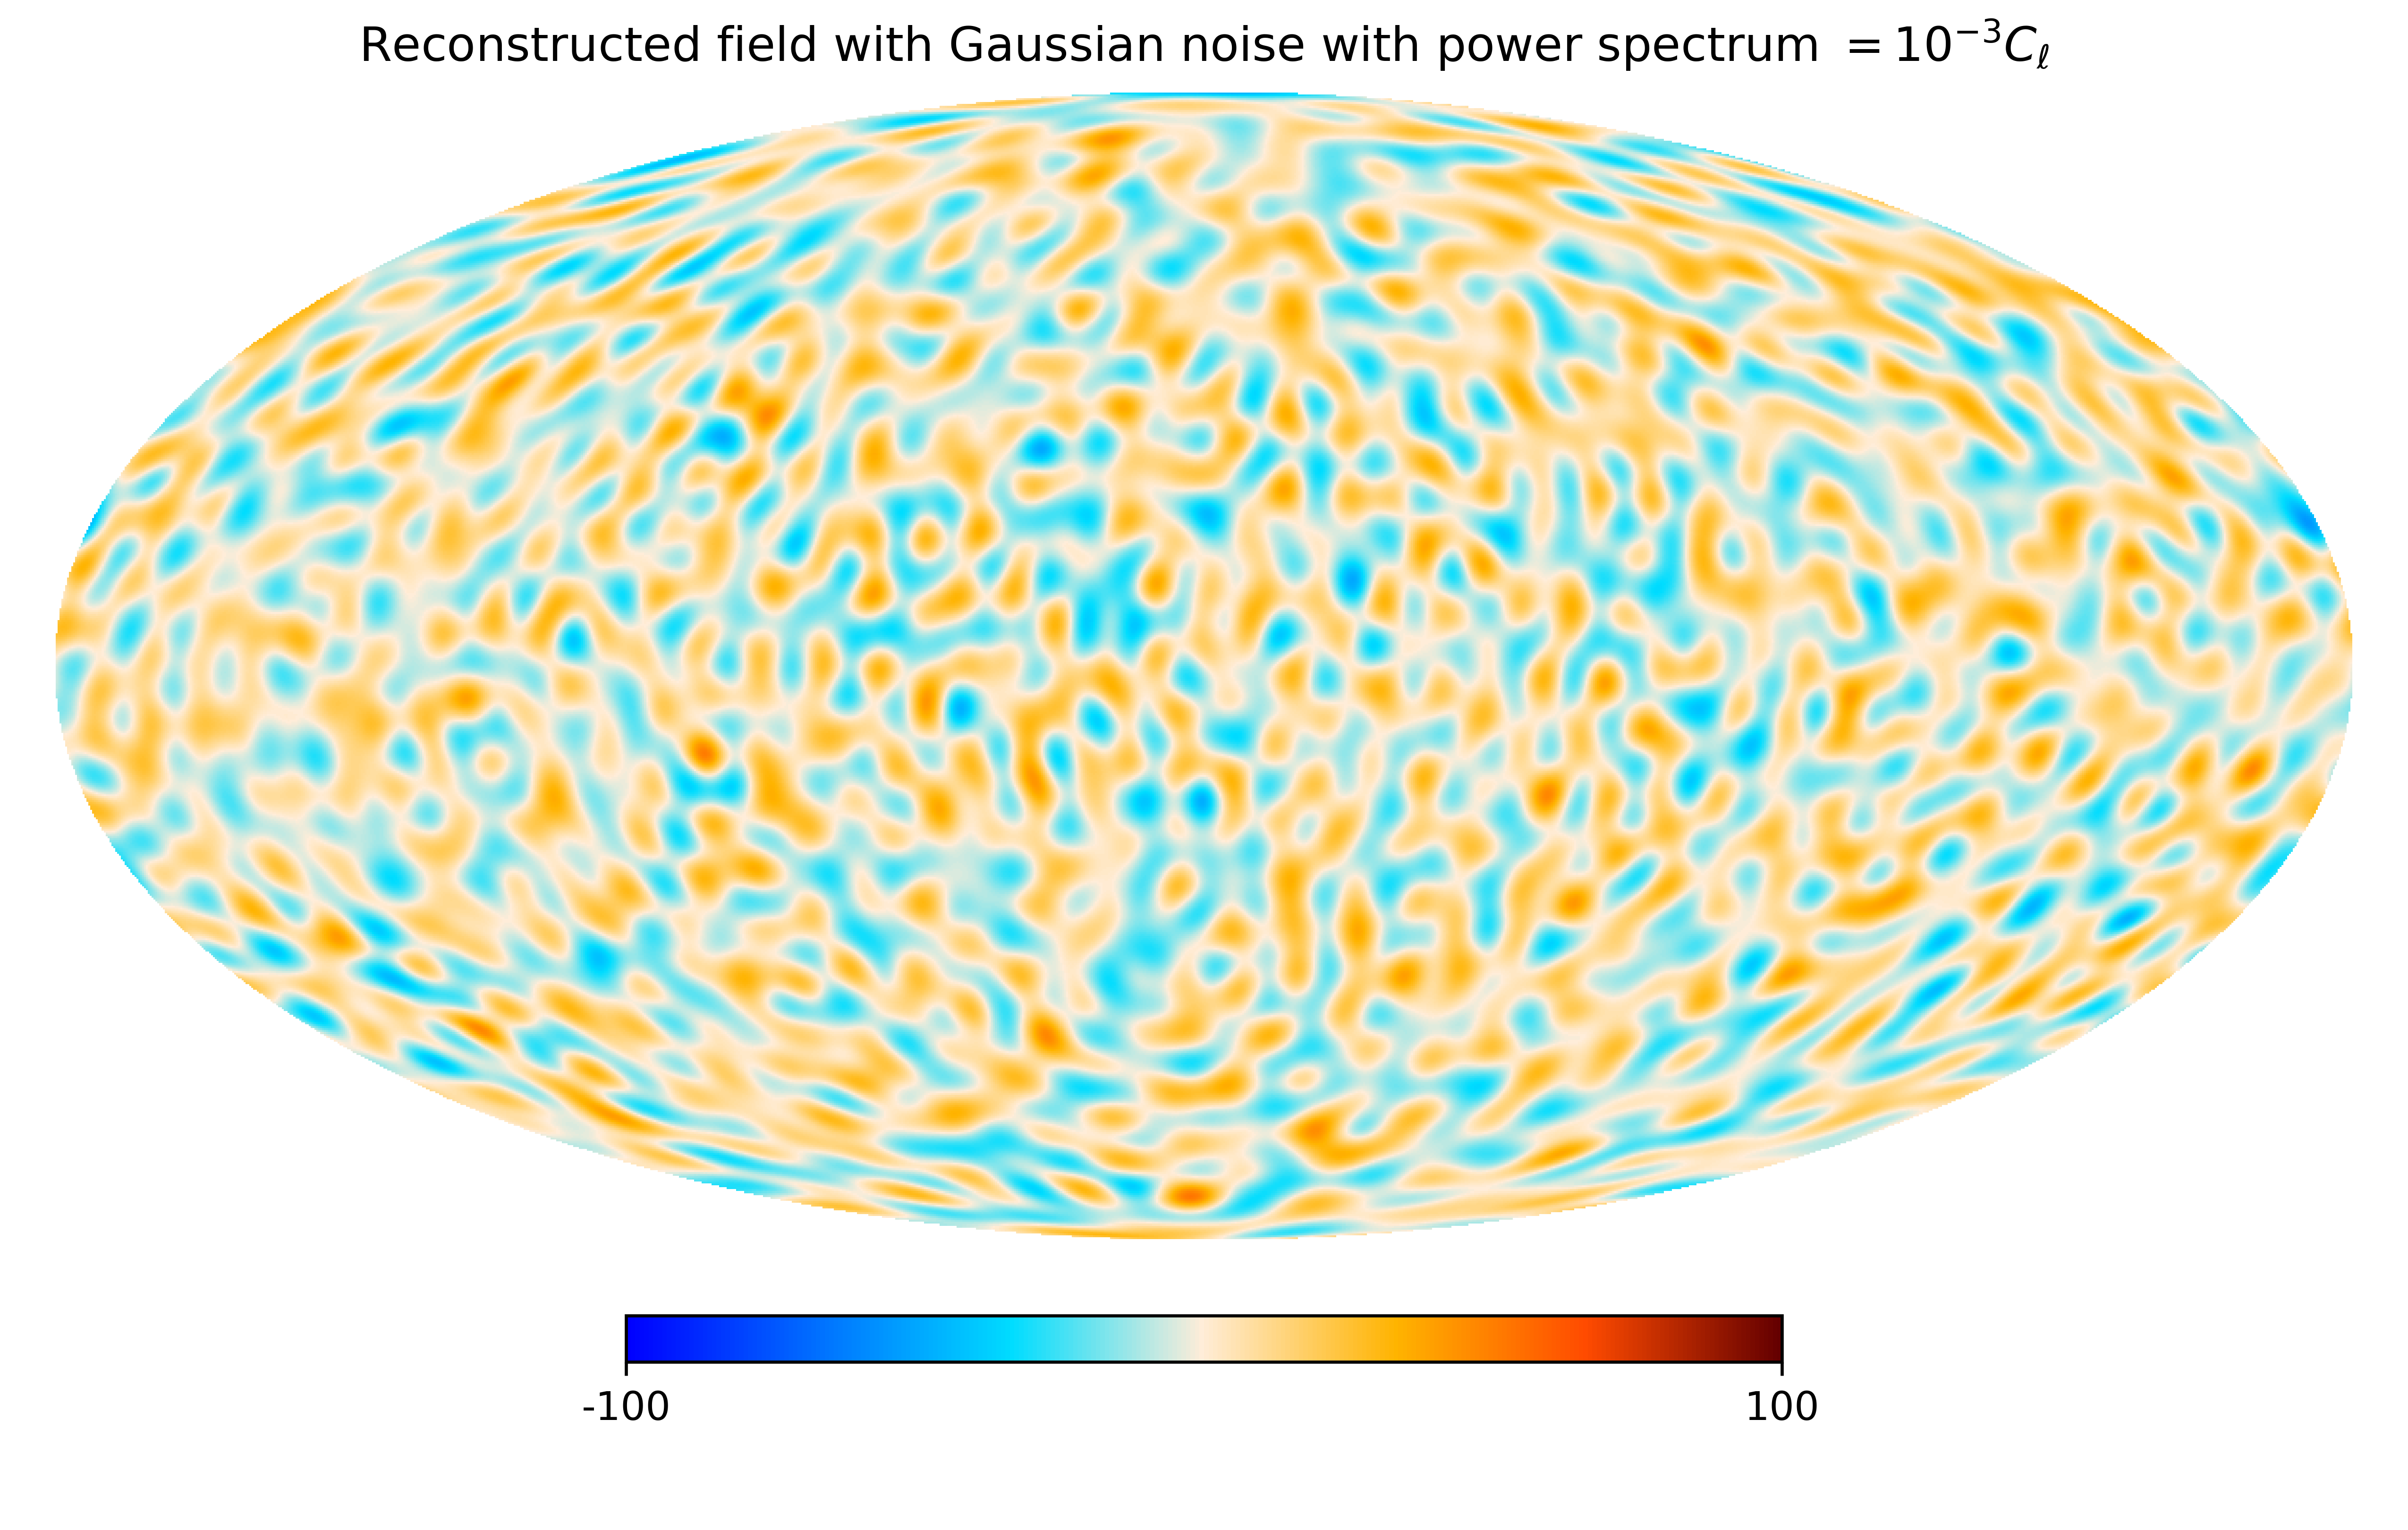 Reconstructed field with Gaussian noise with power spectrum $= 10^{-3}C_\ell$
-100 100